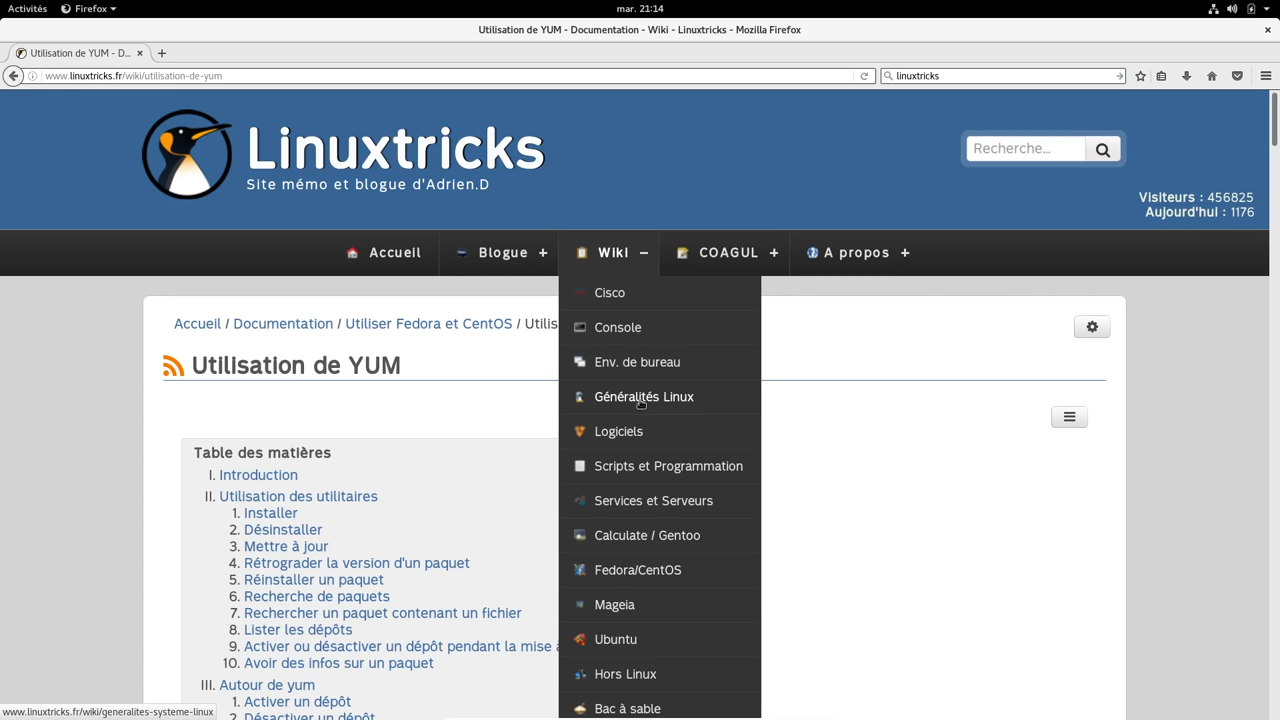 Activités Firefox mar. 21:14
Utilisation de YUM - Documentation - Wiki - Linuxtricks - Mozilla Firefox
Utilisation de YUM - D...
www.linuxtricks.fr/wiki/utilisation-de-yum
linuxtricks
Linuxtricks
Site mémo et blogue d'Adrien.D
Recherche...
Visiteurs : 456825
Aujourd'hui : 1176
Accueil Blogue + Wiki − COAGUL + A propos +
Cisco
Console
Env. de bureau
Généralités Linux
Logiciels
Scripts et Programmation
Services et Serveurs
Calculate / Gentoo
Fedora/CentOS
Mageia
Ubuntu
Hors Linux
Bac à sable
Accueil / Documentation / Utiliser Fedora et CentOS / Utilis
Utilisation de YUM
Table des matières
I. Introduction
II. Utilisation des utilitaires
1. Installer
2. Désinstaller
3. Mettre à jour
4. Rétrograder la version d'un paquet
5. Réinstaller un paquet
6. Recherche de paquets
7. Rechercher un paquet contenant un fichier
8. Lister les dépôts
9. Activer ou désactiver un dépôt pendant la mise à
10. Avoir des infos sur un paquet
III. Autour de yum
1. Activer un dépôt
2. Désactiver un dépôt
www.linuxtricks.fr/wiki/generalites-systeme-linux